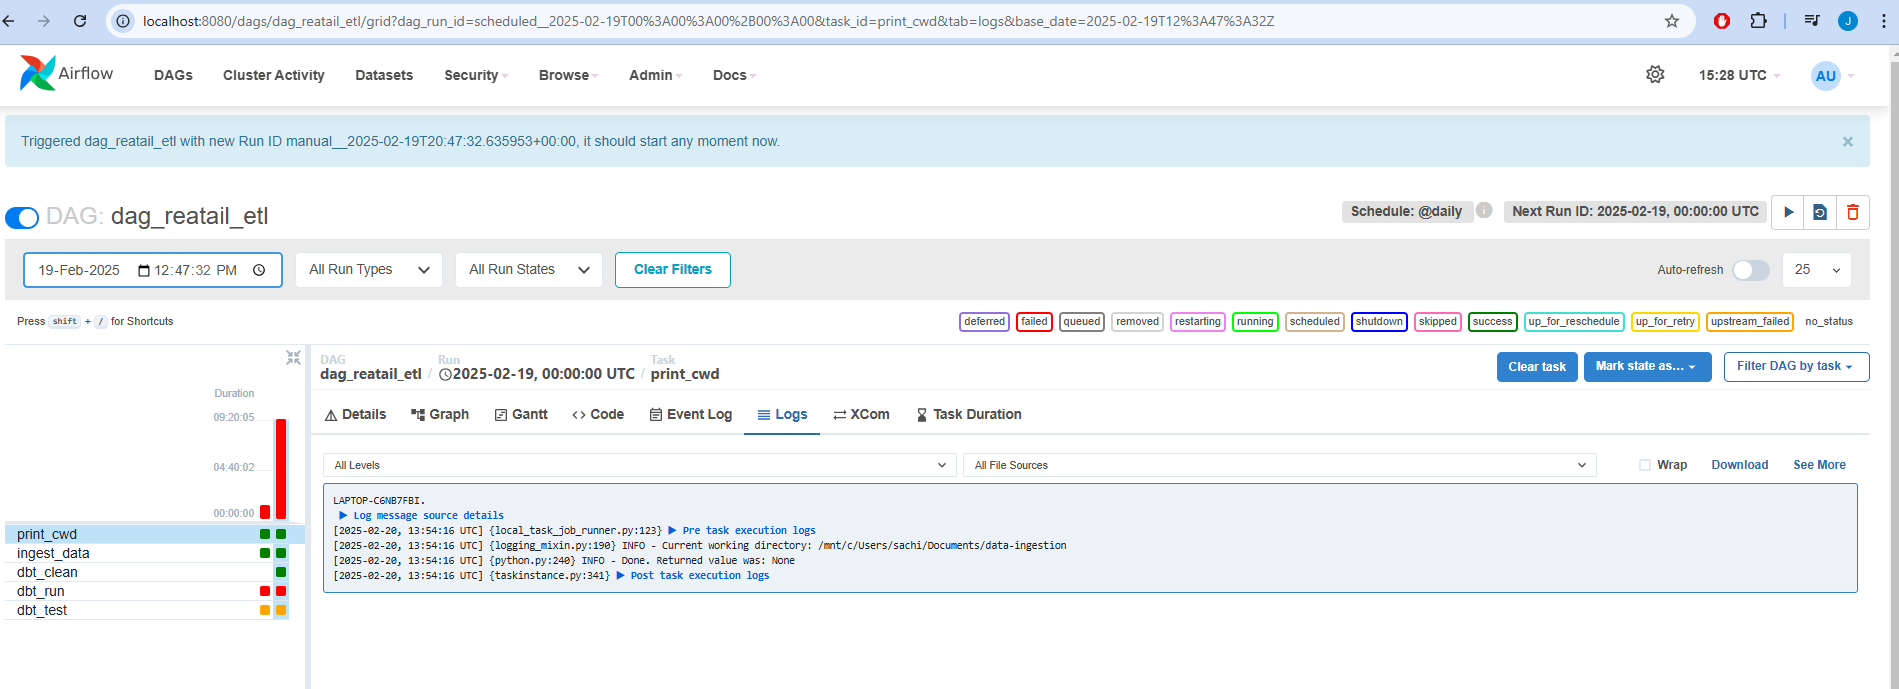 localhost:8080/dags/dag_reatail_etl/grid?dag_run_id=scheduled__2025-02-19T00%3A00%3A00%2B00%3A00&task_id=print_cwd&tab=logs&base_date=2025-02-19T12%3A47%3A32Z
J
Airflow DAGs Cluster Activity Datasets Security Browse Admin Docs 15:28 UTC AU
Triggered dag_reatail_etl with new Run ID manual__2025-02-19T20:47:32.635953+00:00, it should start any moment now. ×
DAG: dag_reatail_etl Schedule: @daily i Next Run ID: 2025-02-19, 00:00:00 UTC
19-Feb-2025 12:47:32 PM All Run Types All Run States Clear Filters Auto-refresh 25
Press shift + / for Shortcuts deferred failed queued removed restarting running scheduled shutdown skipped success up_for_reschedule up_for_retry upstream_failed no_status
DAG Run Task
dag_reatail_etl / 2025-02-19, 00:00:00 UTC / print_cwd Clear task Mark state as... Filter DAG by task
Duration
09:20:05
04:40:02
00:00:00
print_cwd
ingest_data
dbt_clean
dbt_run
dbt_test
Details Graph Gantt Code Event Log Logs XCom Task Duration
All Levels All File Sources Wrap Download See More
LAPTOP-C6NB7FBI.
▶ Log message source details
[2025-02-20, 13:54:16 UTC] {local_task_job_runner.py:123} ▶ Pre task execution logs
[2025-02-20, 13:54:16 UTC] {logging_mixin.py:190} INFO - Current working directory: /mnt/c/Users/sachi/Documents/data-ingestion
[2025-02-20, 13:54:16 UTC] {python.py:240} INFO - Done. Returned value was: None
[2025-02-20, 13:54:16 UTC] {taskinstance.py:341} ▶ Post task execution logs